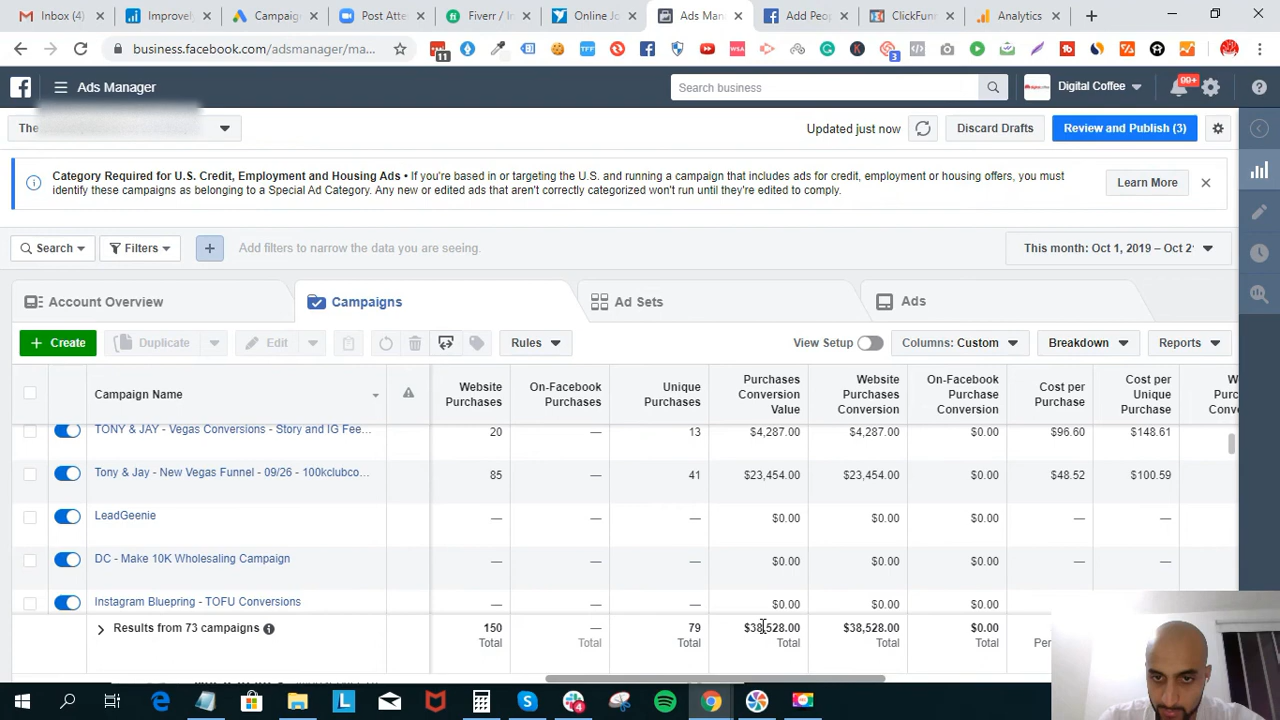 Inbox (4)
Improva
Campaig
Post Atte
Fiverr / In
Online Jo
Ads Man
Add Peop
ClickFunn
Analytics
business.facebook.com/adsmanager/ma...
11
3
Ads Manager
Search business
Digital Coffee
99+
The
Updated just now
Discard Drafts
Review and Publish (3)
Category Required for U.S. Credit, Employment and Housing Ads • If you're based in or targeting the U.S. and running a campaign that includes ads for credit, employment or housing offers, you must
identify these campaigns as belonging to a Special Ad Category. Any new or edited ads that aren't correctly categorized won't run until they're edited to comply.
Learn More
Search
Filters
Add filters to narrow the data you are seeing.
This month: Oct 1, 2019 – Oct 2
Account Overview
Campaigns
Ad Sets
Ads
+ Create
Duplicate
Edit
Rules
View Setup
Columns: Custom
Breakdown
Reports
Campaign Name
Website
Purchases
On-Facebook
Purchases
Unique
Purchases
Purchases
Conversion
Value
Website
Purchases
Conversion
On-Facebook
Purchase
Conversion
Cost per
Purchase
Cost per
Unique
Purchase
TONY & JAY - Vegas Conversions - Story and IG Fee... 20 — 13 $4,287.00 $4,287.00 $0.00 $96.60 $148.61
Tony & Jay - New Vegas Funnel - 09/26 - 100kclubco... 85 — 41 $23,454.00 $23,454.00 $0.00 $48.52 $100.59
LeadGeenie — — — $0.00 $0.00 $0.00 — —
DC - Make 10K Wholesaling Campaign — — — $0.00 $0.00 $0.00 — —
Instagram Bluepring - TOFU Conversions — — — $0.00 $0.00 $0.00 — —
Results from 73 campaigns 150 — 79 $38,528.00 $38,528.00 $0.00
Total Total Total Total Total Total Per
4